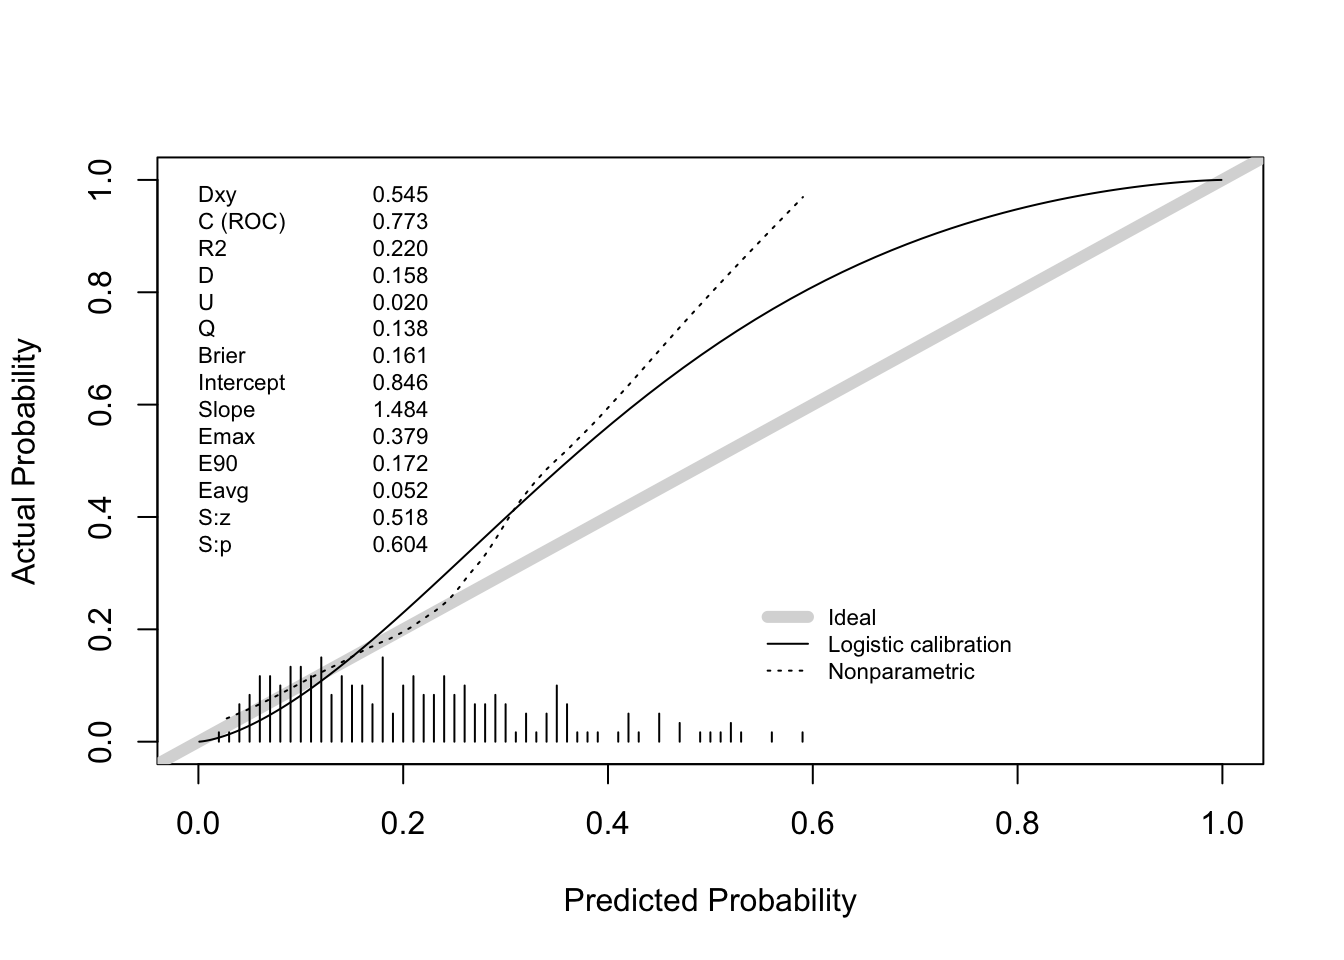 Dxy 0.545
C (ROC) 0.773
R2 0.220
D 0.158
U 0.020
Q 0.138
Brier 0.161
Intercept 0.846
Slope 1.484
Emax 0.379
E90 0.172
Eavg 0.052
S:z 0.518
S:p 0.604
Ideal
Logistic calibration
Nonparametric
Actual Probability
1.0
0.8
0.6
0.4
0.2
0.0
0.0 0.2 0.4 0.6 0.8 1.0
Predicted Probability